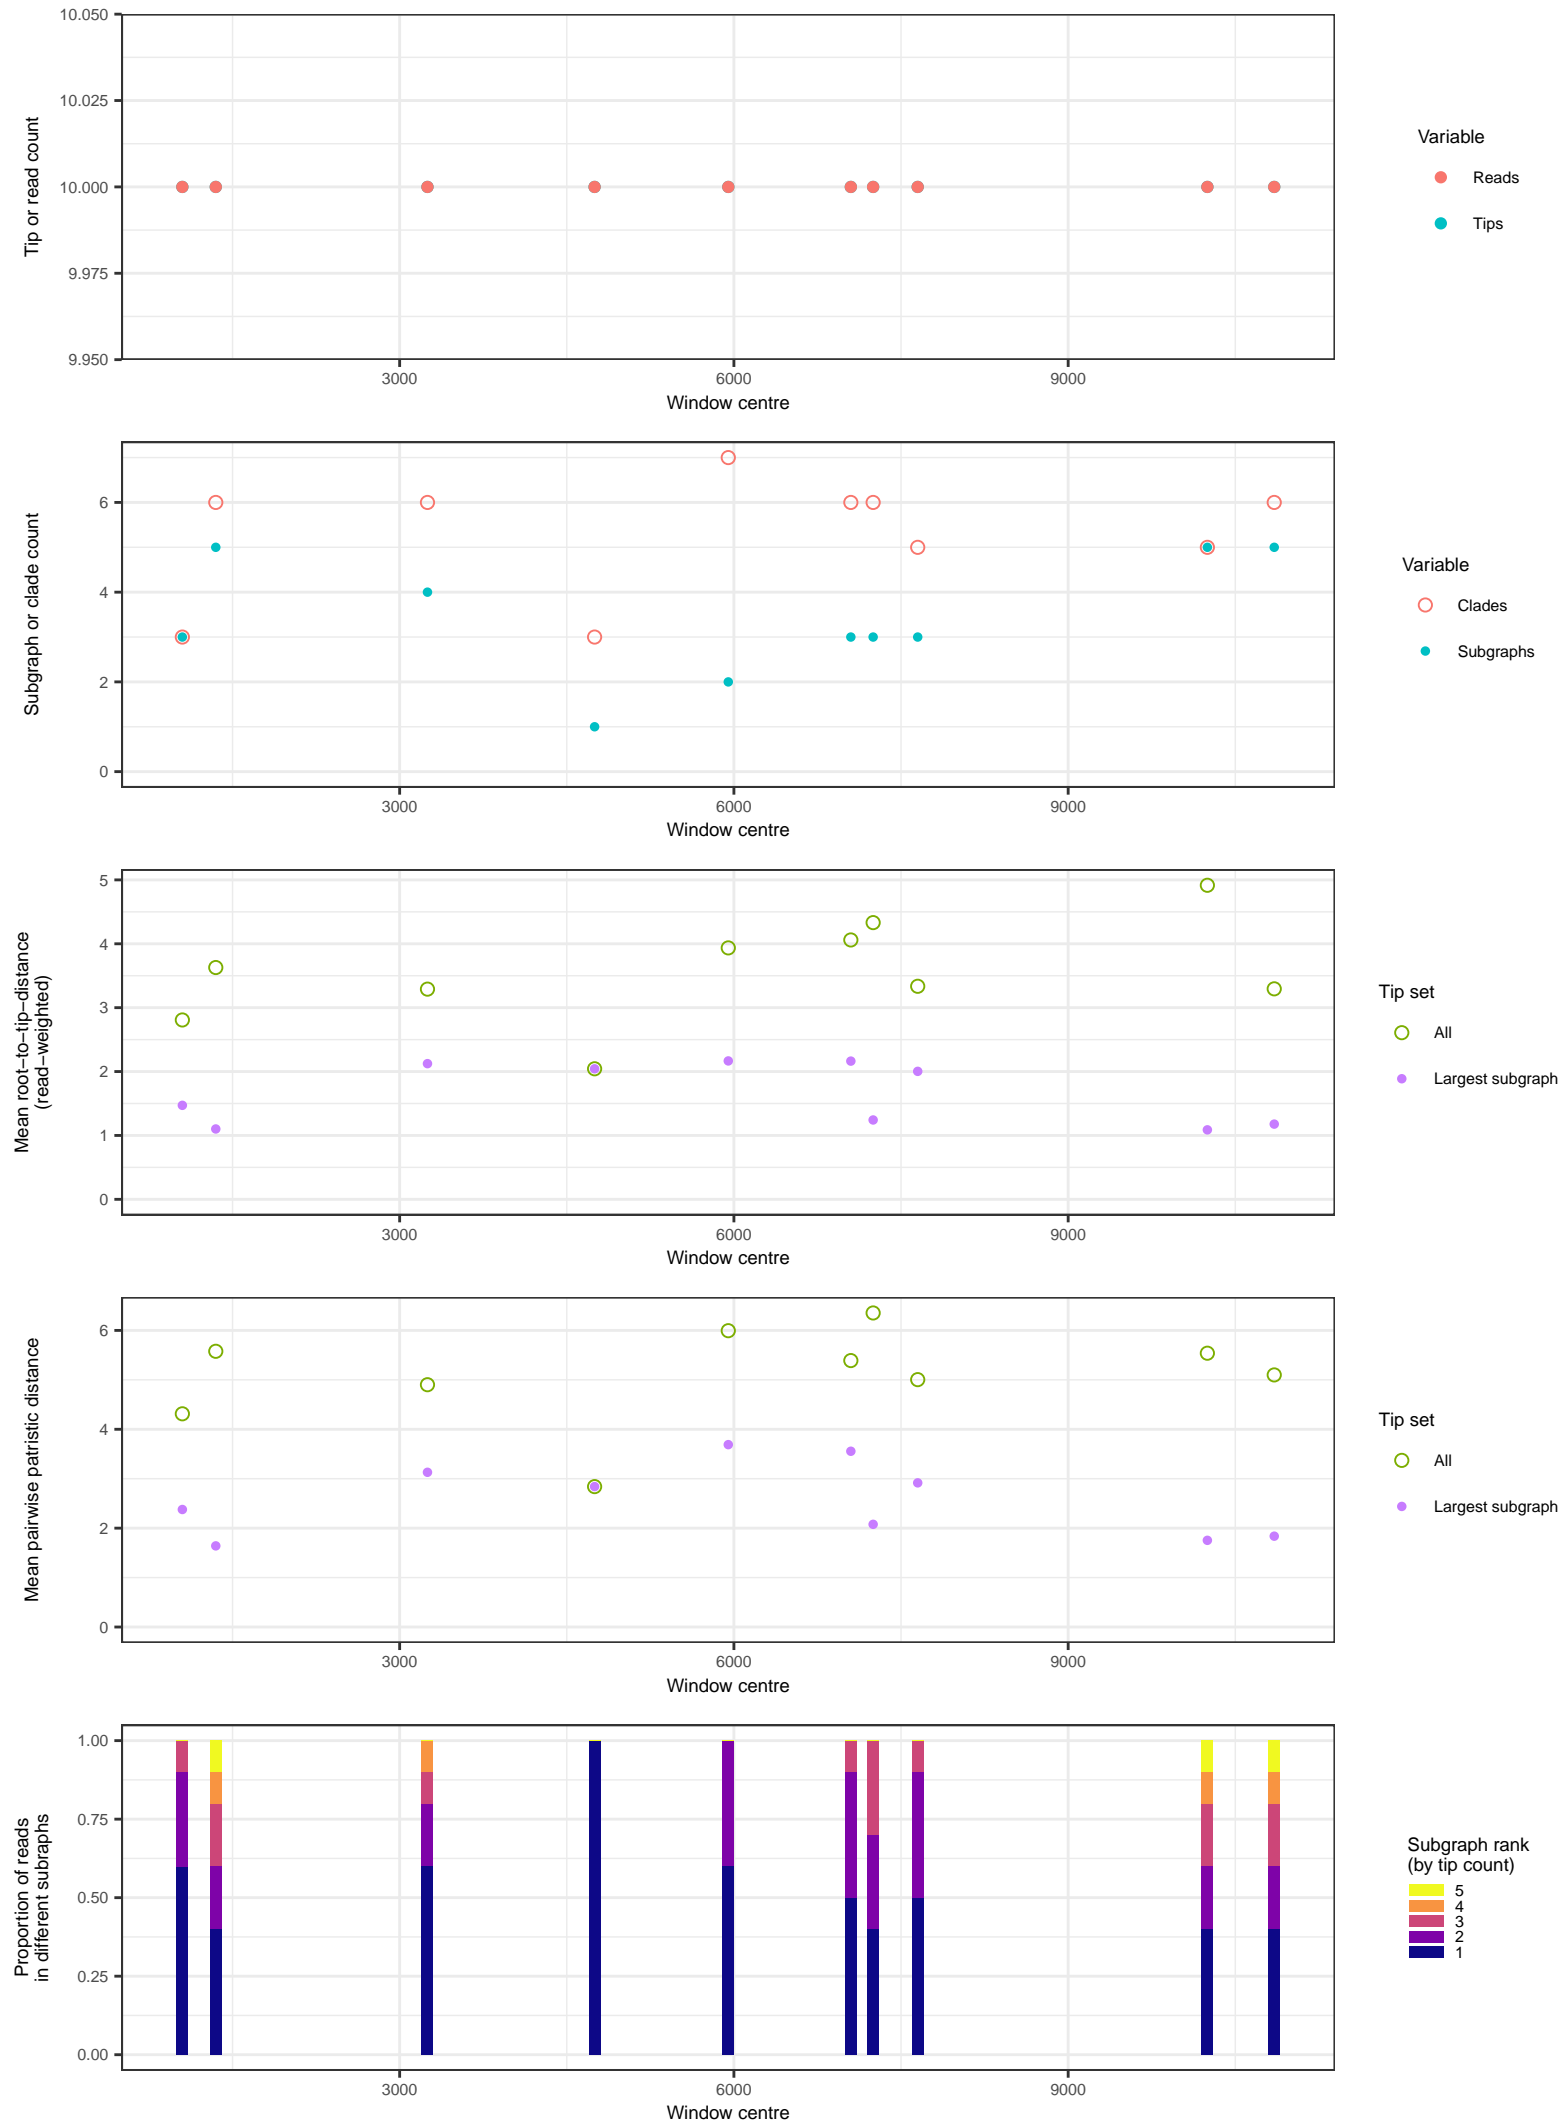 10.050
10.025
10.000
9.975
9.950
Tip or read count
3000 6000 9000
Window centre
Variable
Reads
Tips
6
4
2
0
Subgraph or clade count
3000 6000 9000
Window centre
Variable
Clades
Subgraphs
5
4
3
2
1
0
Mean root−to−tip−distance
(read−weighted)
3000 6000 9000
Window centre
Tip set
All
Largest subgraph
6
4
2
0
Mean pairwise patristic distance
3000 6000 9000
Window centre
Tip set
All
Largest subgraph
1.00
0.75
0.50
0.25
0.00
Proportion of reads
in different subraphs
3000 6000 9000
Window centre
Subgraph rank
(by tip count)
5
4
3
2
1